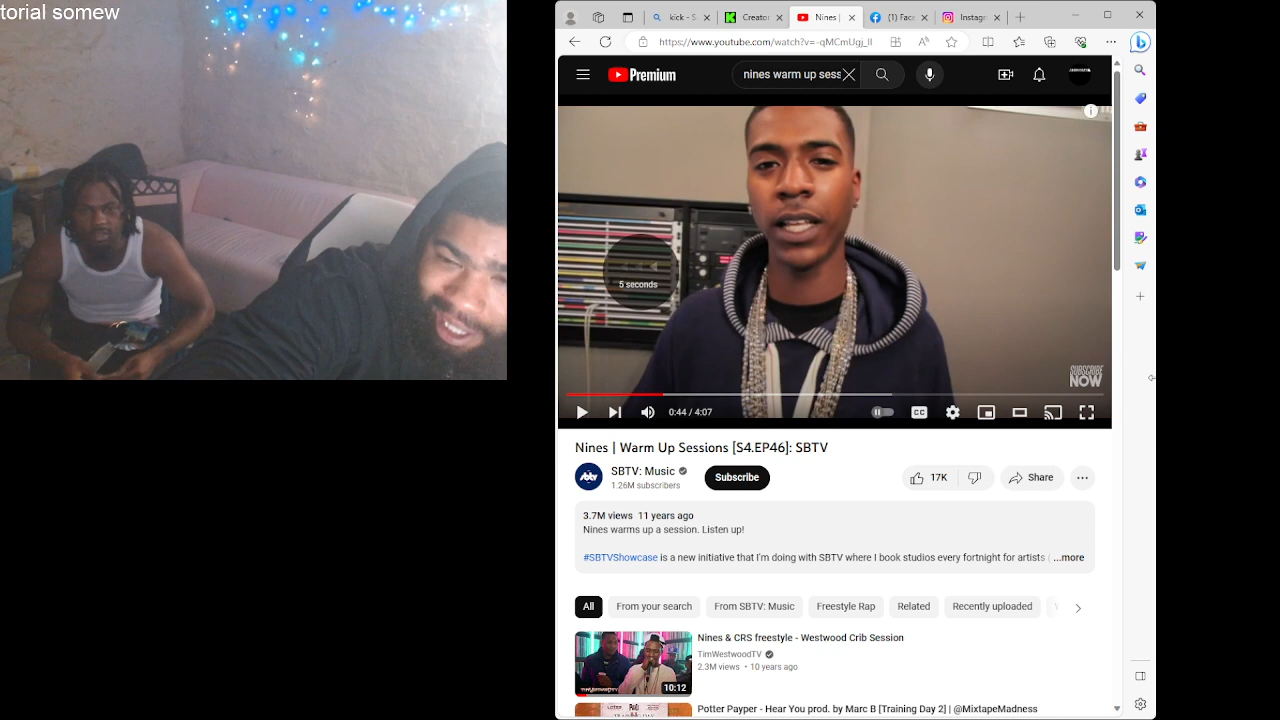 torial somew
kick - S
Creator
Nines |
(1) Fac
Instagr
https://www.youtube.com/watch?v=-qMCmUgj_lI
Premium
nines warm up sess
5 seconds
SUBSCRIBE
NOW
0:44 / 4:07
CC
Nines | Warm Up Sessions [S4.EP46]: SBTV
SBTV: Music
1.26M subscribers
Subscribe
17K
Share
3.7M views 11 years ago
Nines warms up a session. Listen up!
#SBTVShowcase is a new initiative that I'm doing with SBTV where I book studios every fortnight for artists ( ...more
All
From your search
From SBTV: Music
Freestyle Rap
Related
Recently uploaded
Nines & CRS freestyle - Westwood Crib Session
TimWestwoodTV
2.3M views • 10 years ago
10:12
Potter Payper - Hear You prod. by Marc B [Training Day 2] | @MixtapeMadness